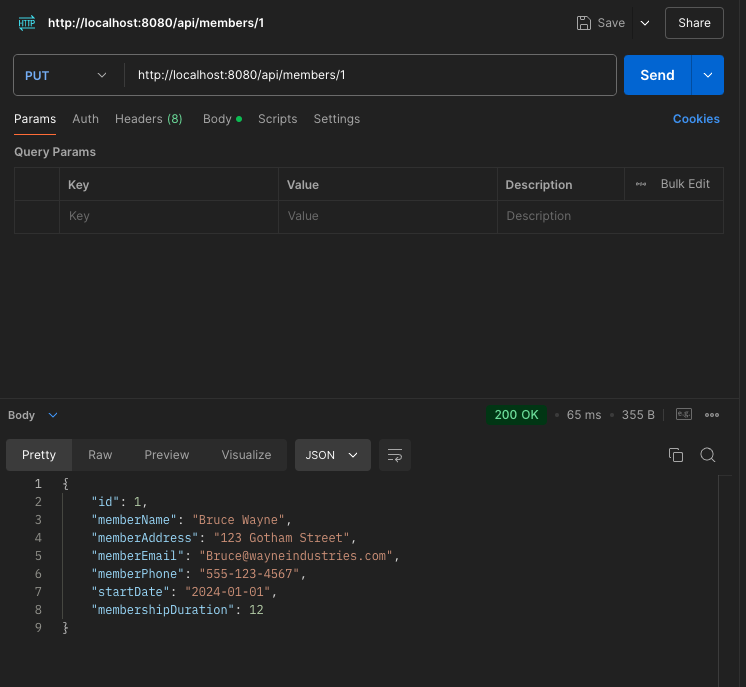 HTTP http://localhost:8080/api/members/1 Save Share
PUT http://localhost:8080/api/members/1 Send
Params Auth Headers (8) Body Scripts Settings Cookies
Query Params
Key Value Description Bulk Edit
Key Value Description
Body 200 OK 65 ms 355 B e.g.
Pretty Raw Preview Visualize JSON
1 {
2 "id": 1,
3 "memberName": "Bruce Wayne",
4 "memberAddress": "123 Gotham Street",
5 "memberEmail": "Bruce@wayneindustries.com",
6 "memberPhone": "555-123-4567",
7 "startDate": "2024-01-01",
8 "membershipDuration": 12
9 }